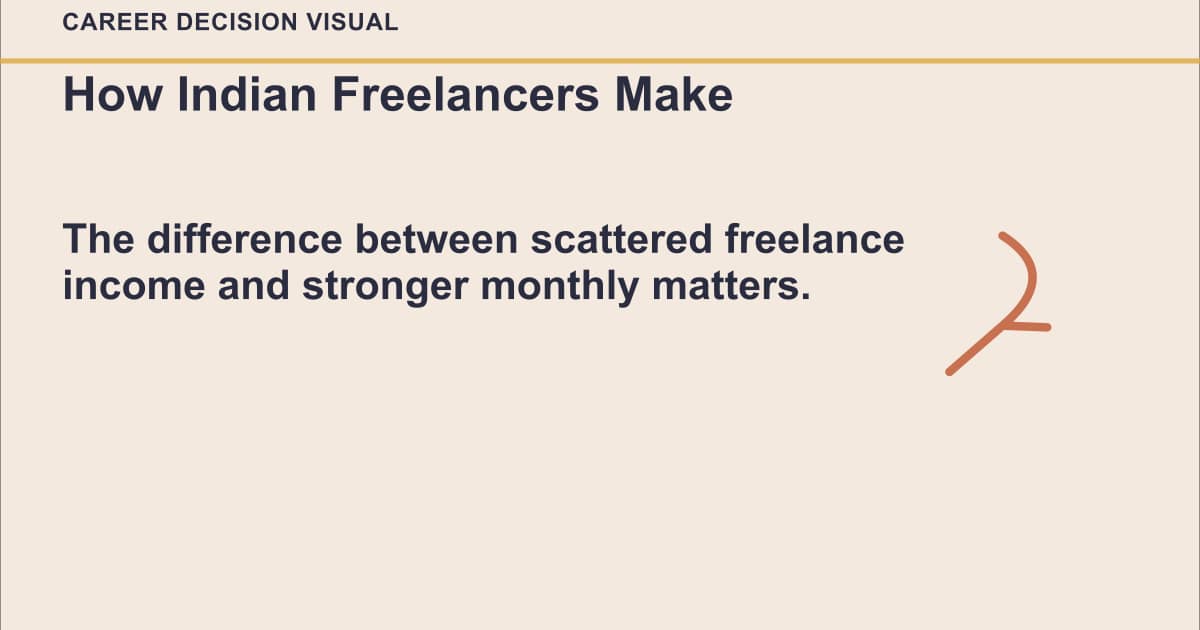 CAREER DECISION VISUAL
How Indian Freelancers Make
The difference between scattered freelance
income and stronger monthly matters.